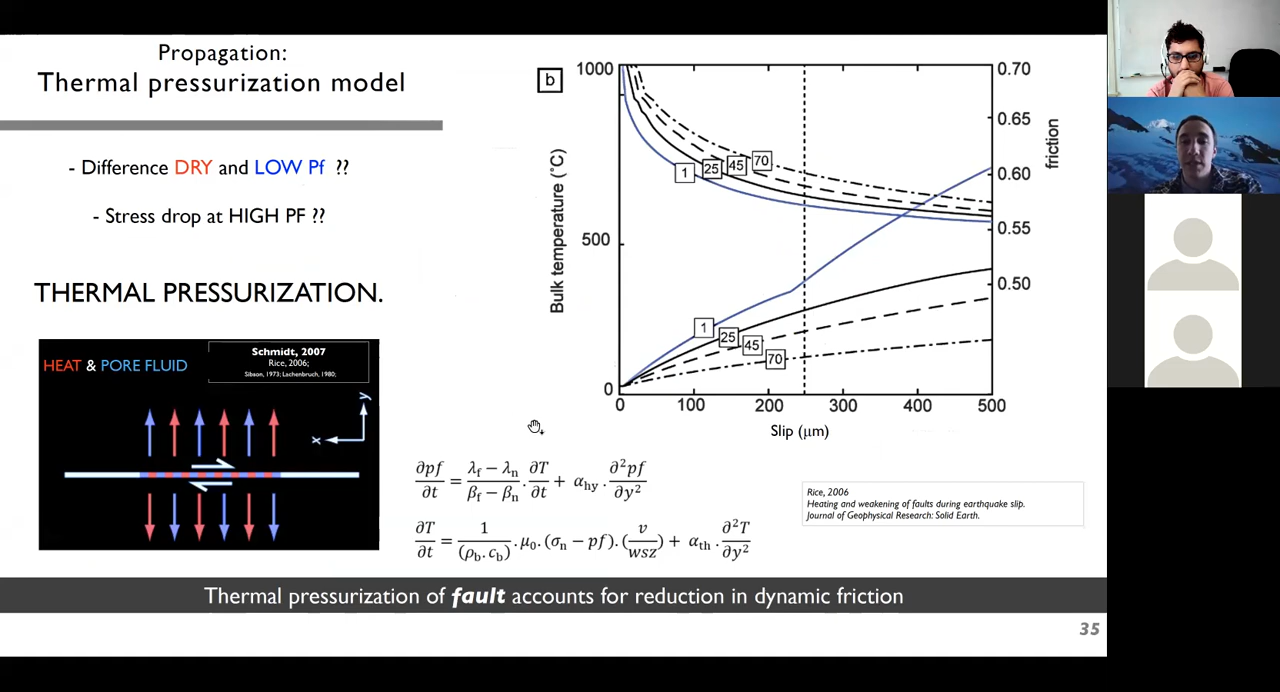 Propagation:
Thermal pressurization model
- Difference DRY and LOW Pf ??
- Stress drop at HIGH PF ??
THERMAL PRESSURIZATION.
HEAT & PORE FLUID
Schmidt, 2007
Rice, 2006;
Sibson, 1973; Lachenbruch, 1980;
y
x
b
1000
500
0
Bulk temperature (°C)
0.70
0.65
0.60
0.55
0.50
friction
1 25 45 70
1 25 45 70
0 100 200 300 400 500
Slip (μm)
∂pf/∂t = (λf − λn)/(βf − βn) . ∂T/∂t + αhy . ∂²pf/∂y²
∂T/∂t = 1/(ρb.cb) . μ0. (σn − pf). (v/wsz) + αth . ∂²T/∂y²
Rice, 2006
Heating and weakening of faults during earthquake slip.
Journal of Geophysical Research: Solid Earth.
Thermal pressurization of fault accounts for reduction in dynamic friction
35